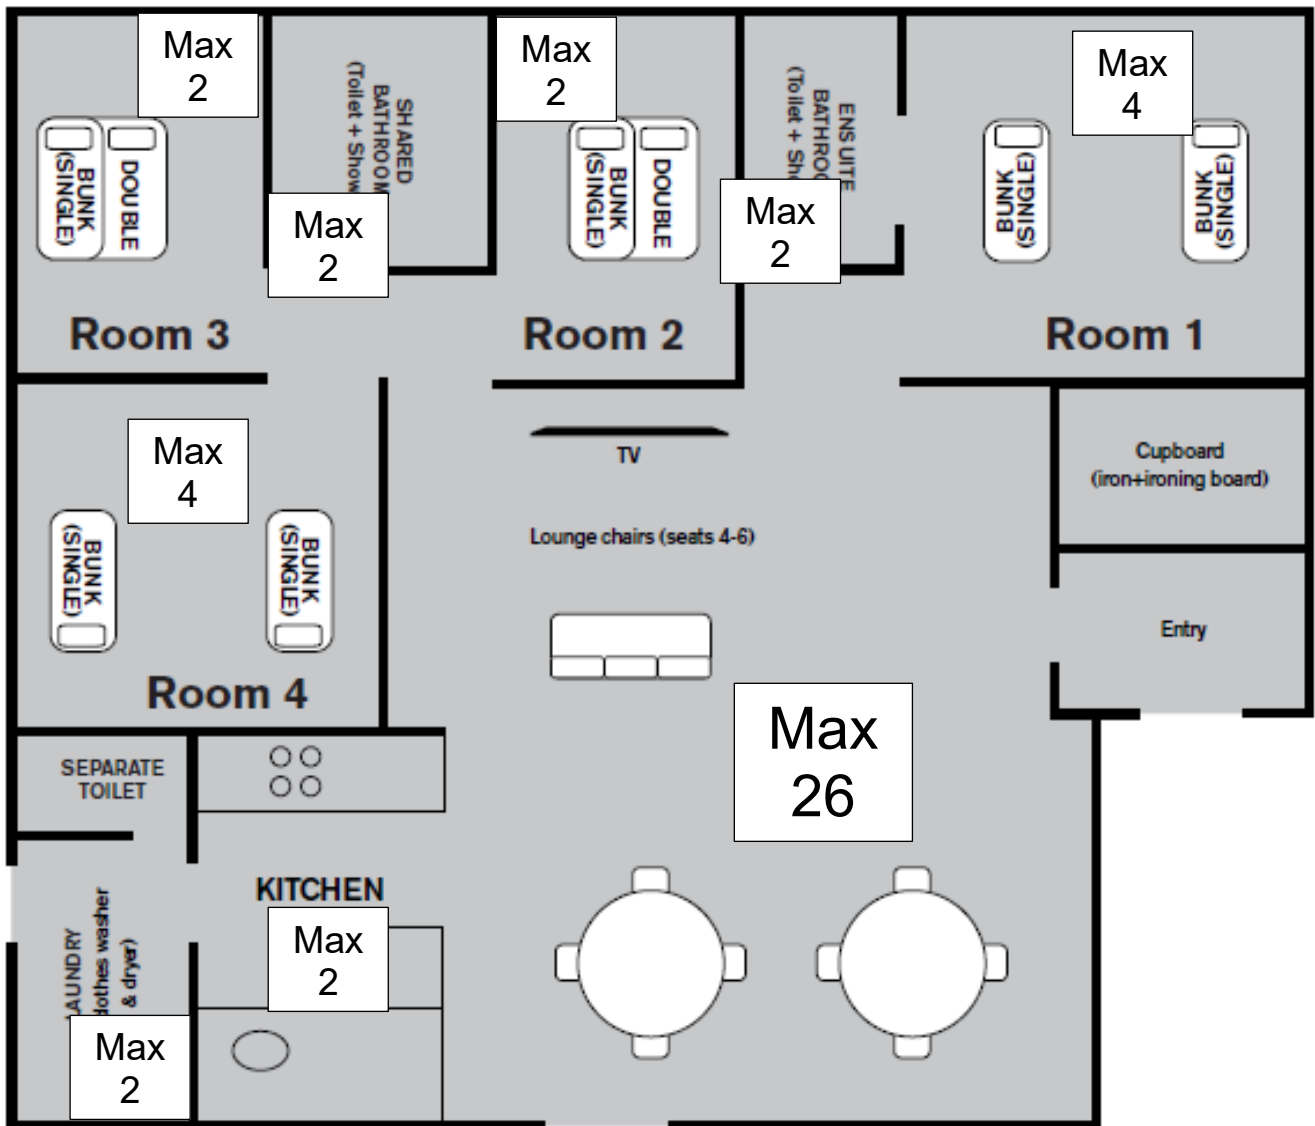 Max
2
SHARED
BATHROOM
(Toilet + Show
Max
2
Max
2
ENSUITE
BATHROO
(Toilet + Sho
Max
2
Max
4
BUNK
(SINGLE)
DOUBLE
BUNK
(SINGLE)
DOUBLE
BUNK
(SINGLE)
BUNK
(SINGLE)
Room 3
Room 2
Room 1
Max
4
BUNK
(SINGLE)
BUNK
(SINGLE)
Room 4
TV
Lounge chairs (seats 4-6)
Cupboard
(iron+ironing board)
Entry
Max
26
SEPARATE
TOILET
KITCHEN
Max
2
LAUNDRY
clothes washer
& dryer)
Max
2